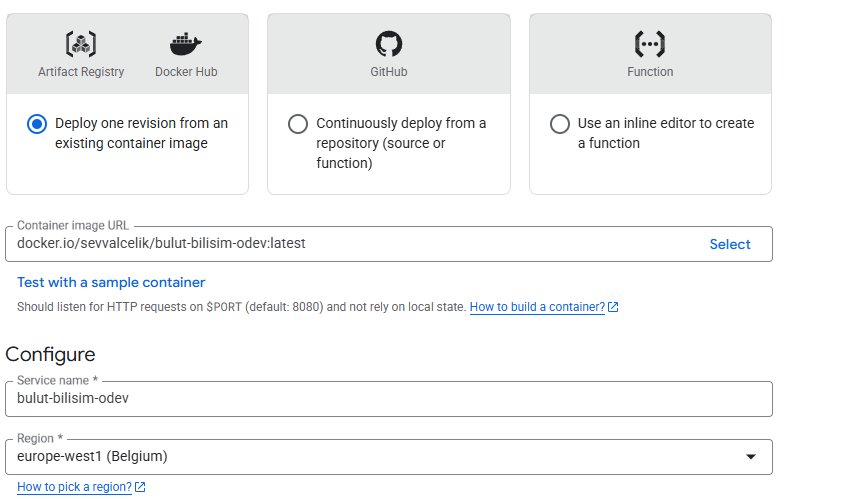 Artifact Registry
Docker Hub
GitHub
Function
Deploy one revision from an
existing container image
Continuously deploy from a
repository (source or
function)
Use an inline editor to create
a function
Container image URL
docker.io/sevvalcelik/bulut-bilisim-odev:latest
Select
Test with a sample container
Should listen for HTTP requests on $PORT (default: 8080) and not rely on local state. How to build a container?
Configure
Service name *
bulut-bilisim-odev
Region *
europe-west1 (Belgium)
How to pick a region?